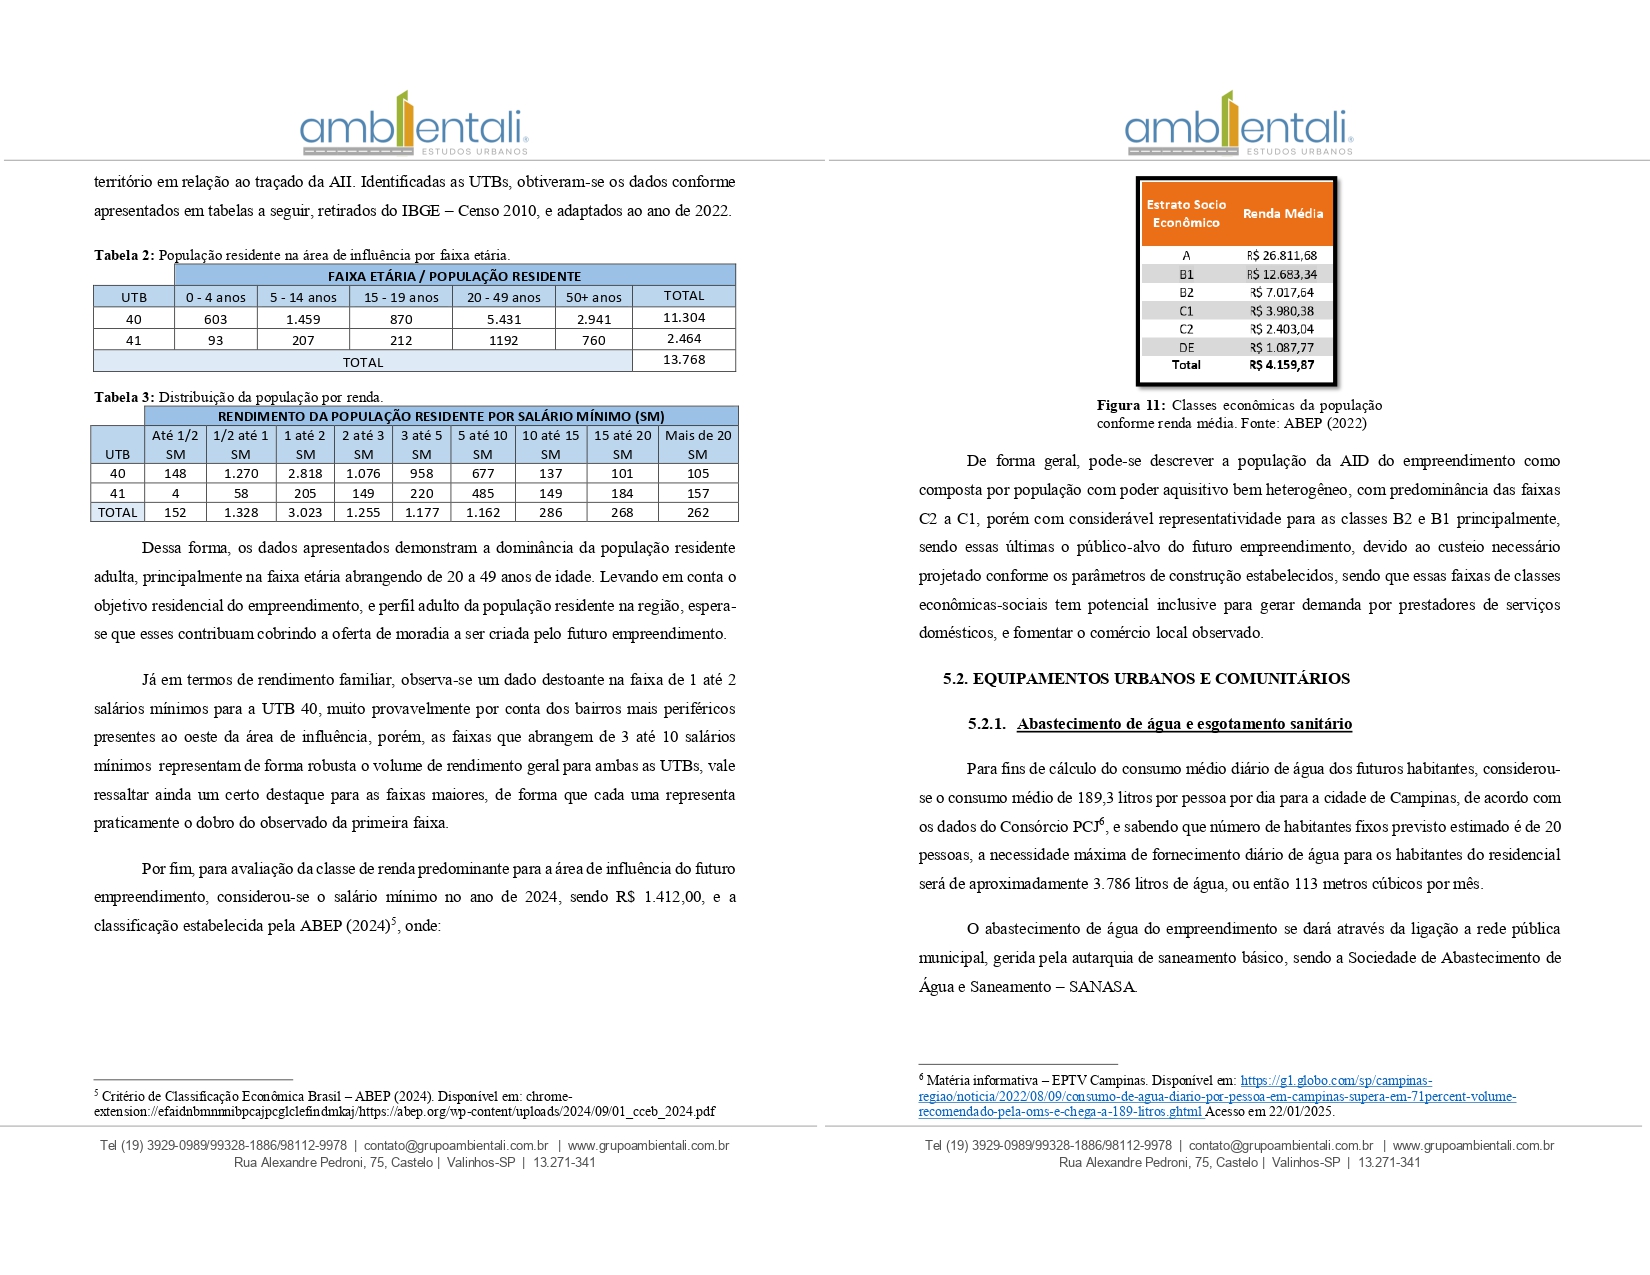 ambientali®
ESTUDOS URBANOS
território em relação ao traçado da AII. Identificadas as UTBs, obtiveram-se os dados conforme
apresentados em tabelas a seguir, retirados do IBGE – Censo 2010, e adaptados ao ano de 2022.
Tabela 2: População residente na área de influência por faixa etária.
FAIXA ETÁRIA / POPULAÇÃO RESIDENTE
UTB 0 - 4 anos 5 - 14 anos 15 - 19 anos 20 - 49 anos 50+ anos TOTAL
40 603 1.459 870 5.431 2.941 11.304
41 93 207 212 1192 760 2.464
TOTAL 13.768
Tabela 3: Distribuição da população por renda.
RENDIMENTO DA POPULAÇÃO RESIDENTE POR SALÁRIO MÍNIMO (SM)
Até 1/2 1/2 até 1 1 até 2 2 até 3 3 até 5 5 até 10 10 até 15 15 até 20 Mais de 20
UTB SM SM SM SM SM SM SM SM SM
40 148 1.270 2.818 1.076 958 677 137 101 105
41 4 58 205 149 220 485 149 184 157
TOTAL 152 1.328 3.023 1.255 1.177 1.162 286 268 262
Dessa forma, os dados apresentados demonstram a dominância da população residente
adulta, principalmente na faixa etária abrangendo de 20 a 49 anos de idade. Levando em conta o
objetivo residencial do empreendimento, e perfil adulto da população residente na região, espera-
se que esses contribuam cobrindo a oferta de moradia a ser criada pelo futuro empreendimento.
Já em termos de rendimento familiar, observa-se um dado destoante na faixa de 1 até 2
salários mínimos para a UTB 40, muito provavelmente por conta dos bairros mais periféricos
presentes ao oeste da área de influência, porém, as faixas que abrangem de 3 até 10 salários
mínimos representam de forma robusta o volume de rendimento geral para ambas as UTBs, vale
ressaltar ainda um certo destaque para as faixas maiores, de forma que cada uma representa
praticamente o dobro do observado da primeira faixa.
Por fim, para avaliação da classe de renda predominante para a área de influência do futuro
empreendimento, considerou-se o salário mínimo no ano de 2024, sendo R$ 1.412,00, e a
classificação estabelecida pela ABEP (2024)5, onde:
5 Critério de Classificação Econômica Brasil – ABEP (2024). Disponível em: chrome-
extension://efaidnbmnnnibpcajpcglclefindmkaj/https://abep.org/wp-content/uploads/2024/09/01_cceb_2024.pdf
Tel (19) 3929-0989/99328-1886/98112-9978 | contato@grupoambientali.com.br | www.grupoambientali.com.br
Rua Alexandre Pedroni, 75, Castelo | Valinhos-SP | 13.271-341
ambientali®
ESTUDOS URBANOS
Estrato Socio
Econômico Renda Média
A R$ 26.811,68
B1 R$ 12.683,34
B2 R$ 7.017,64
C1 R$ 3.980,38
C2 R$ 2.403,04
DE R$ 1.087,77
Total R$ 4.159,87
Figura 11: Classes econômicas da população
conforme renda média. Fonte: ABEP (2022)
De forma geral, pode-se descrever a população da AID do empreendimento como
composta por população com poder aquisitivo bem heterogêneo, com predominância das faixas
C2 a C1, porém com considerável representatividade para as classes B2 e B1 principalmente,
sendo essas últimas o público-alvo do futuro empreendimento, devido ao custeio necessário
projetado conforme os parâmetros de construção estabelecidos, sendo que essas faixas de classes
econômicas-sociais tem potencial inclusive para gerar demanda por prestadores de serviços
domésticos, e fomentar o comércio local observado.
5.2. EQUIPAMENTOS URBANOS E COMUNITÁRIOS
5.2.1. Abastecimento de água e esgotamento sanitário
Para fins de cálculo do consumo médio diário de água dos futuros habitantes, considerou-
se o consumo médio de 189,3 litros por pessoa por dia para a cidade de Campinas, de acordo com
os dados do Consórcio PCJ6, e sabendo que número de habitantes fixos previsto estimado é de 20
pessoas, a necessidade máxima de fornecimento diário de água para os habitantes do residencial
será de aproximadamente 3.786 litros de água, ou então 113 metros cúbicos por mês.
O abastecimento de água do empreendimento se dará através da ligação a rede pública
municipal, gerida pela autarquia de saneamento básico, sendo a Sociedade de Abastecimento de
Água e Saneamento – SANASA.
6 Matéria informativa – EPTV Campinas. Disponível em: https://g1.globo.com/sp/campinas-
regiao/noticia/2022/08/09/consumo-de-agua-diario-por-pessoa-em-campinas-supera-em-71percent-volume-
recomendado-pela-oms-e-chega-a-189-litros.ghtml Acesso em 22/01/2025.
Tel (19) 3929-0989/99328-1886/98112-9978 | contato@grupoambientali.com.br | www.grupoambientali.com.br
Rua Alexandre Pedroni, 75, Castelo | Valinhos-SP | 13.271-341